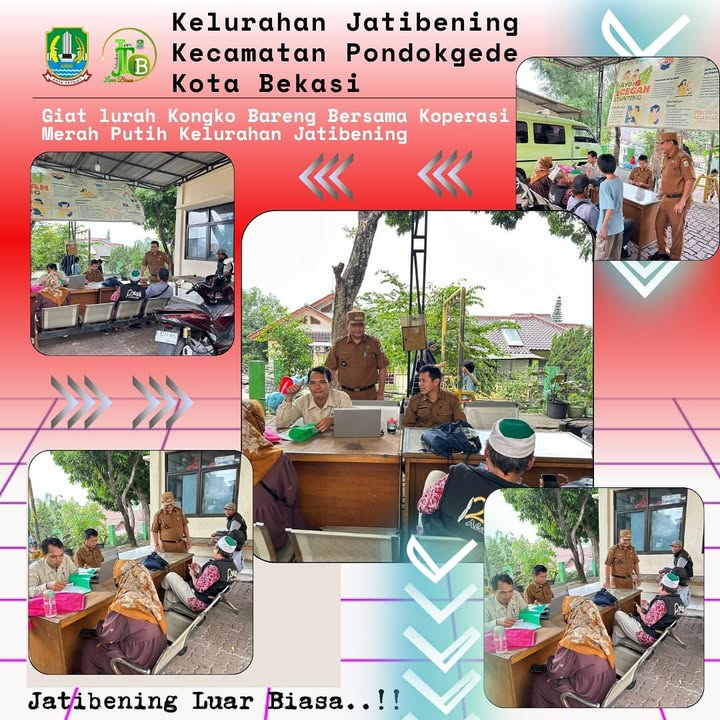 Kelurahan Jatibening
Kecamatan Pondokgede
Kota Bekasi
Giat lurah Kongko Bareng Bersama Koperasi
Merah Putih Kelurahan Jatibening
AYO
CEGAH
STUNTING
Jatibening Luar Biasa..!!